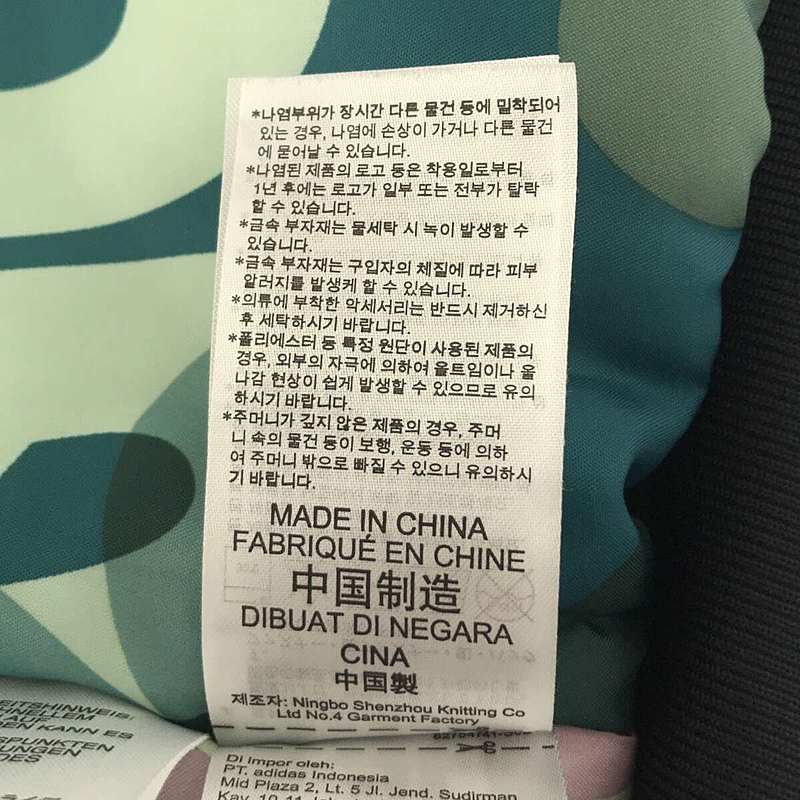 *나염부위가 장시간 다른 물건 등에 밀착되어
있는 경우, 나염에 손상이 가거나 다른 물건
에 묻어날 수 있습니다.
*나염된 제품의 로고 등은 착용일로부터
1년 후에는 로고가 일부 또는 전부가 탈락
할 수 있습니다.
*금속 부자재는 물세탁 시 녹이 발생할 수
있습니다.
*금속 부자재는 구입자의 체질에 따라 피부
알러지를 발생케 할 수 있습니다.
*의류에 부착한 악세서리는 반드시 제거하신
후 세탁하시기 바랍니다.
*폴리에스터 등 특정 원단이 사용된 제품의
경우, 외부의 자극에 의하여 올트임이나 올
나감 현상이 쉽게 발생할 수 있으므로 유의
하시기 바랍니다.
*주머니가 깊지 않은 제품의 경우, 주머
니 속의 물건 등이 보행, 운동 등에 의하
여 주머니 밖으로 빠질 수 있으니 유의하시
기 바랍니다.
MADE IN CHINA
FABRIQUÉ EN CHINE
中国制造
DIBUAT DI NEGARA
CINA
中国製
제조자: Ningbo Shenzhou Knitting Co
Ltd No.4 Garment Factory
EITSHINWEIS:
AUF
DEN KANN ES
SPUNKTEN
UNGEN
DES
Di Impor oleh:
PT. adidas Indonesia
Mid Plaza 2, Lt. 5 Jl. Jend. Sudirman